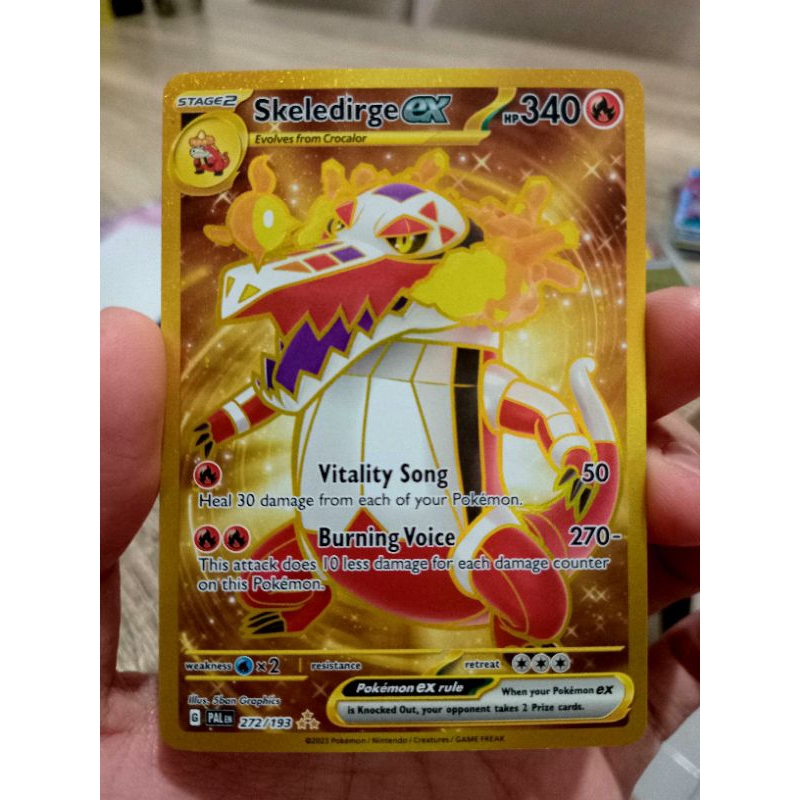 STAGE2 Skeledirge ex HP 340
Evolves from Crocalor
Vitality Song 50
Heal 30 damage from each of your Pokémon.
Burning Voice 270-
This attack does 10 less damage for each damage counter
on this Pokémon.
weakness ×2 resistance retreat
Pokémon ex rule When your Pokémon ex
is Knocked Out, your opponent takes 2 Prize cards.
Illus. 5ban Graphics
G PAL EN 272/193
©2023 Pokémon / Nintendo / Creatures / GAME FREAK